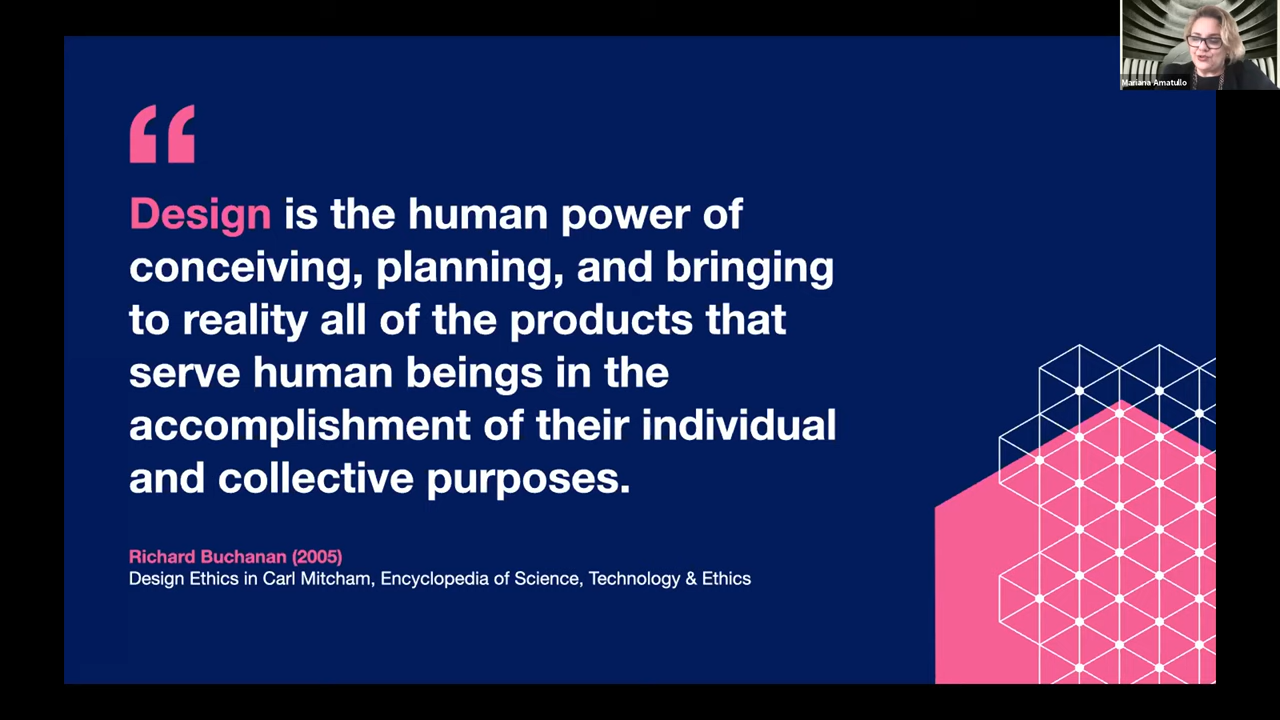 Mariana Amatullo
“
Design is the human power of
conceiving, planning, and bringing
to reality all of the products that
serve human beings in the
accomplishment of their individual
and collective purposes.
Richard Buchanan (2005)
Design Ethics in Carl Mitcham, Encyclopedia of Science, Technology & Ethics